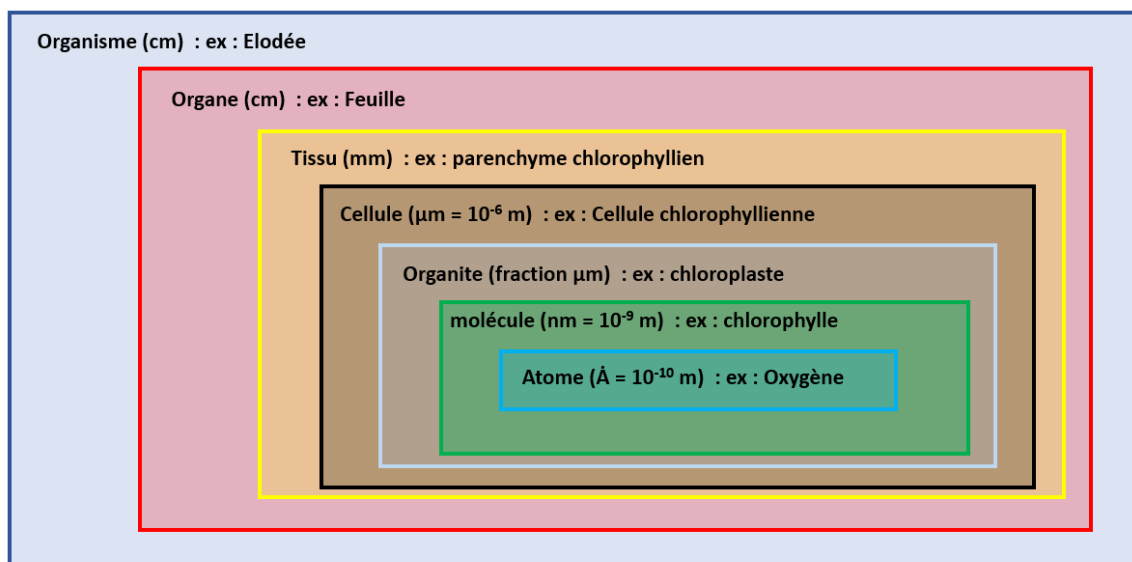 Organisme (cm)  : ex : Elodée
Organe (cm)  : ex : Feuille
Tissu (mm)  : ex : parenchyme chlorophyllien
Cellule (µm = 10⁻⁶ m)  : ex : Cellule chlorophyllienne
Organite (fraction µm)  : ex : chloroplaste
molécule (nm = 10⁻⁹ m)  : ex : chlorophylle
Atome (Ȧ = 10⁻¹⁰ m)  : ex : Oxygène